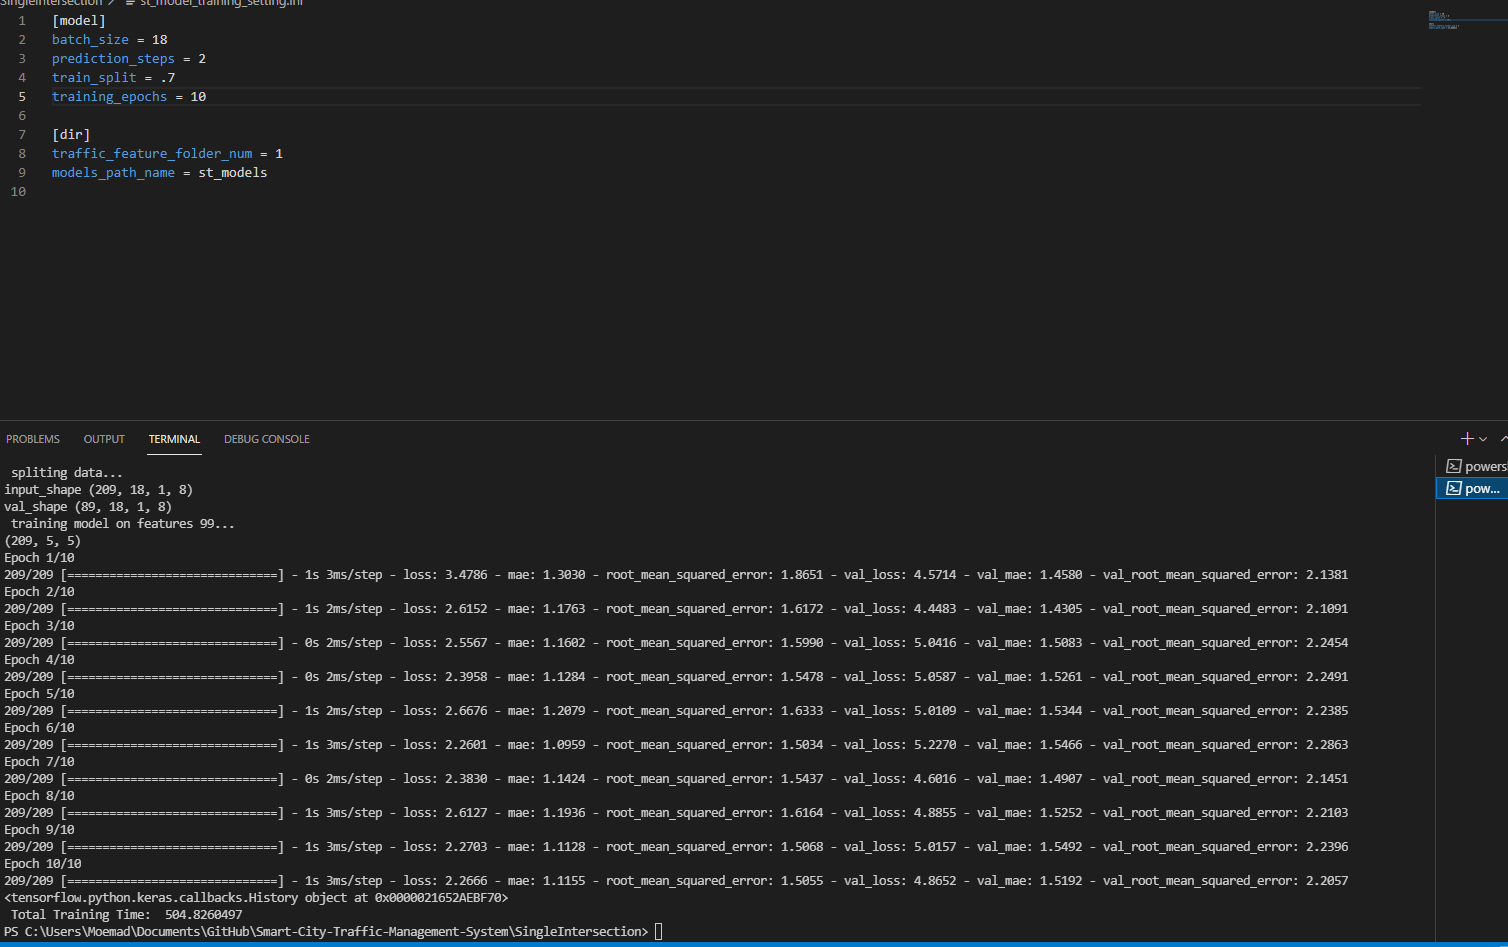 SingleIntersection > st_model_training_setting.ini
1 [model]
2 batch_size = 18
3 prediction_steps = 2
4 train_split = .7
5 training_epochs = 10
6
7 [dir]
8 traffic_feature_folder_num = 1
9 models_path_name = st_models
10
PROBLEMS OUTPUT TERMINAL DEBUG CONSOLE
powers
pow...
spliting data...
input_shape (209, 18, 1, 8)
val_shape (89, 18, 1, 8)
training model on features 99...
(209, 5, 5)
Epoch 1/10
209/209 [==============================] - 1s 3ms/step - loss: 3.4786 - mae: 1.3030 - root_mean_squared_error: 1.8651 - val_loss: 4.5714 - val_mae: 1.4580 - val_root_mean_squared_error: 2.1381
Epoch 2/10
209/209 [==============================] - 1s 2ms/step - loss: 2.6152 - mae: 1.1763 - root_mean_squared_error: 1.6172 - val_loss: 4.4483 - val_mae: 1.4305 - val_root_mean_squared_error: 2.1091
Epoch 3/10
209/209 [==============================] - 0s 2ms/step - loss: 2.5567 - mae: 1.1602 - root_mean_squared_error: 1.5990 - val_loss: 5.0416 - val_mae: 1.5083 - val_root_mean_squared_error: 2.2454
Epoch 4/10
209/209 [==============================] - 0s 2ms/step - loss: 2.3958 - mae: 1.1284 - root_mean_squared_error: 1.5478 - val_loss: 5.0587 - val_mae: 1.5261 - val_root_mean_squared_error: 2.2491
Epoch 5/10
209/209 [==============================] - 1s 2ms/step - loss: 2.6676 - mae: 1.2079 - root_mean_squared_error: 1.6333 - val_loss: 5.0109 - val_mae: 1.5344 - val_root_mean_squared_error: 2.2385
Epoch 6/10
209/209 [==============================] - 1s 3ms/step - loss: 2.2601 - mae: 1.0959 - root_mean_squared_error: 1.5034 - val_loss: 5.2270 - val_mae: 1.5466 - val_root_mean_squared_error: 2.2863
Epoch 7/10
209/209 [==============================] - 0s 2ms/step - loss: 2.3830 - mae: 1.1424 - root_mean_squared_error: 1.5437 - val_loss: 4.6016 - val_mae: 1.4907 - val_root_mean_squared_error: 2.1451
Epoch 8/10
209/209 [==============================] - 1s 3ms/step - loss: 2.6127 - mae: 1.1936 - root_mean_squared_error: 1.6164 - val_loss: 4.8855 - val_mae: 1.5252 - val_root_mean_squared_error: 2.2103
Epoch 9/10
209/209 [==============================] - 1s 3ms/step - loss: 2.2703 - mae: 1.1128 - root_mean_squared_error: 1.5068 - val_loss: 5.0157 - val_mae: 1.5492 - val_root_mean_squared_error: 2.2396
Epoch 10/10
209/209 [==============================] - 1s 3ms/step - loss: 2.2666 - mae: 1.1155 - root_mean_squared_error: 1.5055 - val_loss: 4.8652 - val_mae: 1.5192 - val_root_mean_squared_error: 2.2057
<tensorflow.python.keras.callbacks.History object at 0x0000021652AEBF70>
Total Training Time:  504.8260497
PS C:\Users\Moemad\Documents\GitHub\Smart-City-Traffic-Management-System\SingleIntersection>